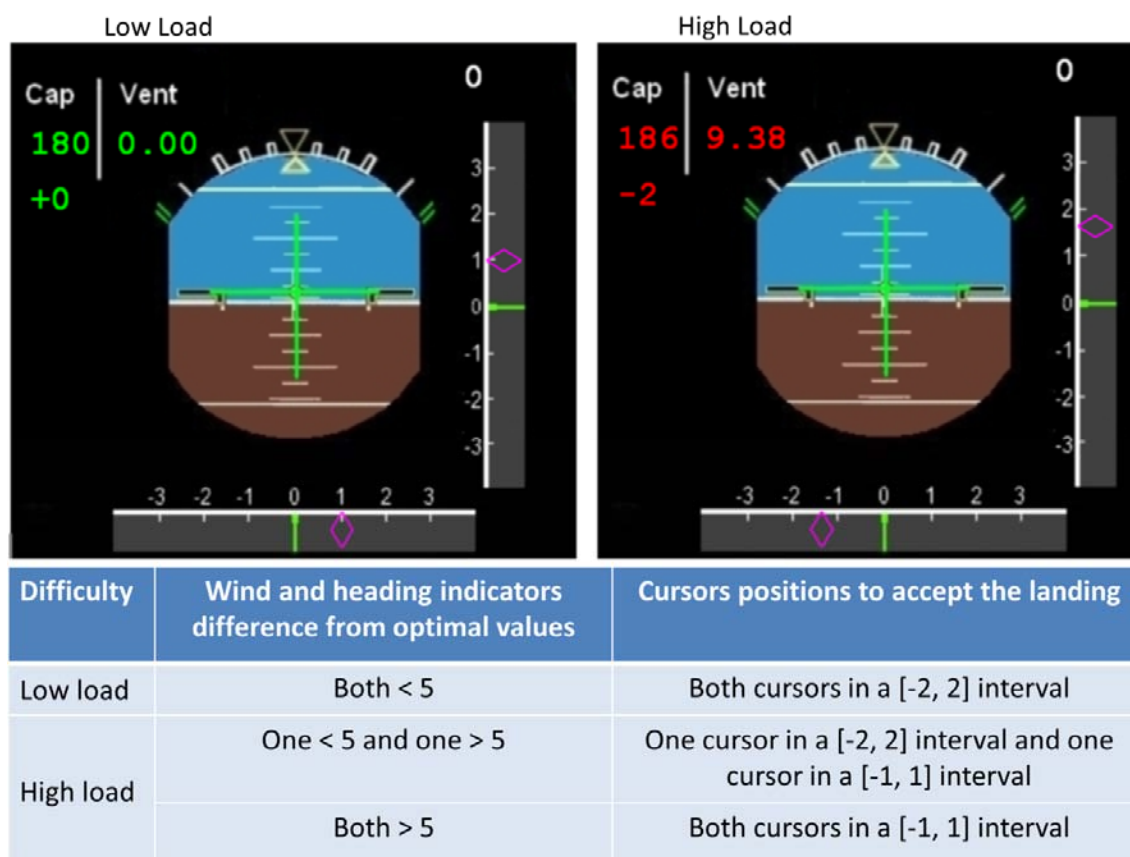 Low Load
High Load
0
Cap Vent
180 0.00
+0
3
2
1
0
-1
-2
-3
-3 -2 -1 0 1 2 3
0
Cap Vent
186 9.38
-2
3
2
1
0
-1
-2
-3
-3 -2 -1 0 1 2 3
Difficulty
Wind and heading indicators
difference from optimal values
Cursors positions to accept the landing
Low load
Both < 5
Both cursors in a [-2, 2] interval
High load
One < 5 and one > 5
One cursor in a [-2, 2] interval and one
cursor in a [-1, 1] interval
Both > 5
Both cursors in a [-1, 1] interval